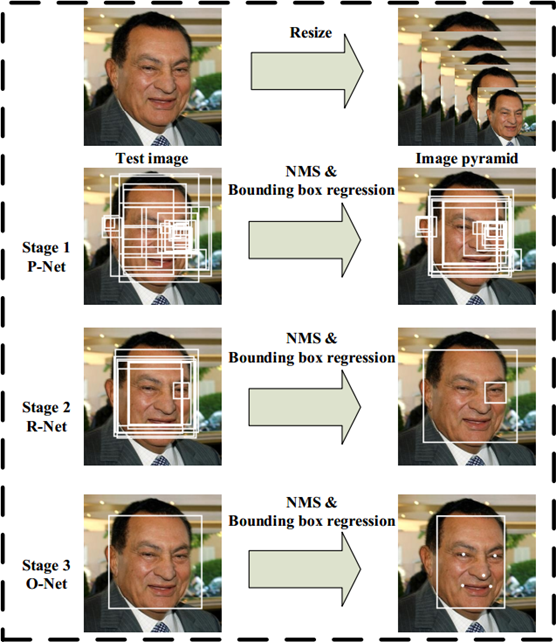 Resize
Test image
Image pyramid
Stage 1
P-Net
NMS &
Bounding box regression
Stage 2
R-Net
NMS &
Bounding box regression
Stage 3
O-Net
NMS &
Bounding box regression